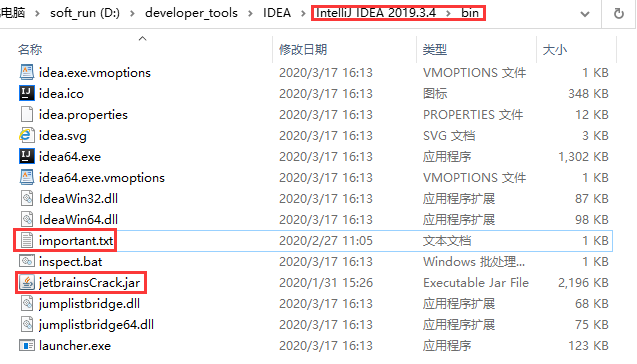 电脑 › soft_run (D:) › developer_tools › IDEA › IntelliJ IDEA 2019.3.4 › bin
名称 修改日期 类型 大小
idea.exe.vmoptions 2020/3/17 16:13 VMOPTIONS 文件 1 KB
idea.ico 2020/3/17 16:13 图标 348 KB
idea.properties 2020/3/17 16:13 PROPERTIES 文件 12 KB
idea.svg 2020/3/17 16:13 SVG 文档 3 KB
idea64.exe 2020/3/17 16:13 应用程序 1,302 KB
idea64.exe.vmoptions 2020/3/17 16:13 VMOPTIONS 文件 1 KB
IdeaWin32.dll 2020/3/17 16:13 应用程序扩展 87 KB
IdeaWin64.dll 2020/3/17 16:13 应用程序扩展 98 KB
important.txt 2020/2/27 11:05 文本文档 1 KB
inspect.bat 2020/3/17 16:13 Windows 批处理... 1 KB
jetbrainsCrack.jar 2020/1/31 15:26 Executable Jar File 2,196 KB
jumplistbridge.dll 2020/3/17 16:13 应用程序扩展 68 KB
jumplistbridge64.dll 2020/3/17 16:13 应用程序扩展 75 KB
launcher.exe 2020/3/17 16:13 应用程序 123 KB